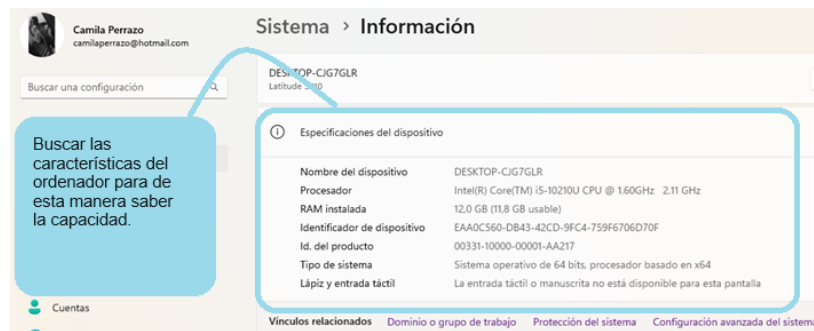 Camila Perrazo
camilaperrazo@hotmail.com
Buscar una configuración
Sistema > Información
DESKTOP-CJG7GLR
Latitude
Buscar las
características del
ordenador para de
esta manera saber
la capacidad.
Cuentas
Especificaciones del dispositivo
Nombre del dispositivo DESKTOP-CJG7GLR
Procesador Intel(R) Core(TM) i5-10210U CPU @ 1.60GHz 2.11 GHz
RAM instalada 12,0 GB (11,8 GB usable)
Identificador de dispositivo EAA0C560-DB43-42CD-9FC4-759F6706D70F
Id. del producto 00331-10000-00001-AA217
Tipo de sistema Sistema operativo de 64 bits, procesador basado en x64
Lápiz y entrada táctil La entrada táctil o manuscrita no está disponible para esta pantalla
Vínculos relacionados Dominio o grupo de trabajo Protección del sistema Configuración avanzada del sistema